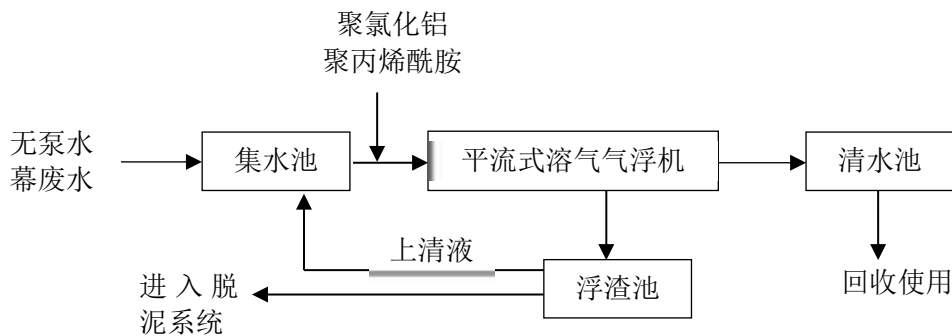 聚氯化铝
聚丙烯酰胺
无泵水
幕废水
集水池
平流式溶气气浮机
清水池
上清液
浮渣池
回收使用
进入脱
泥系统